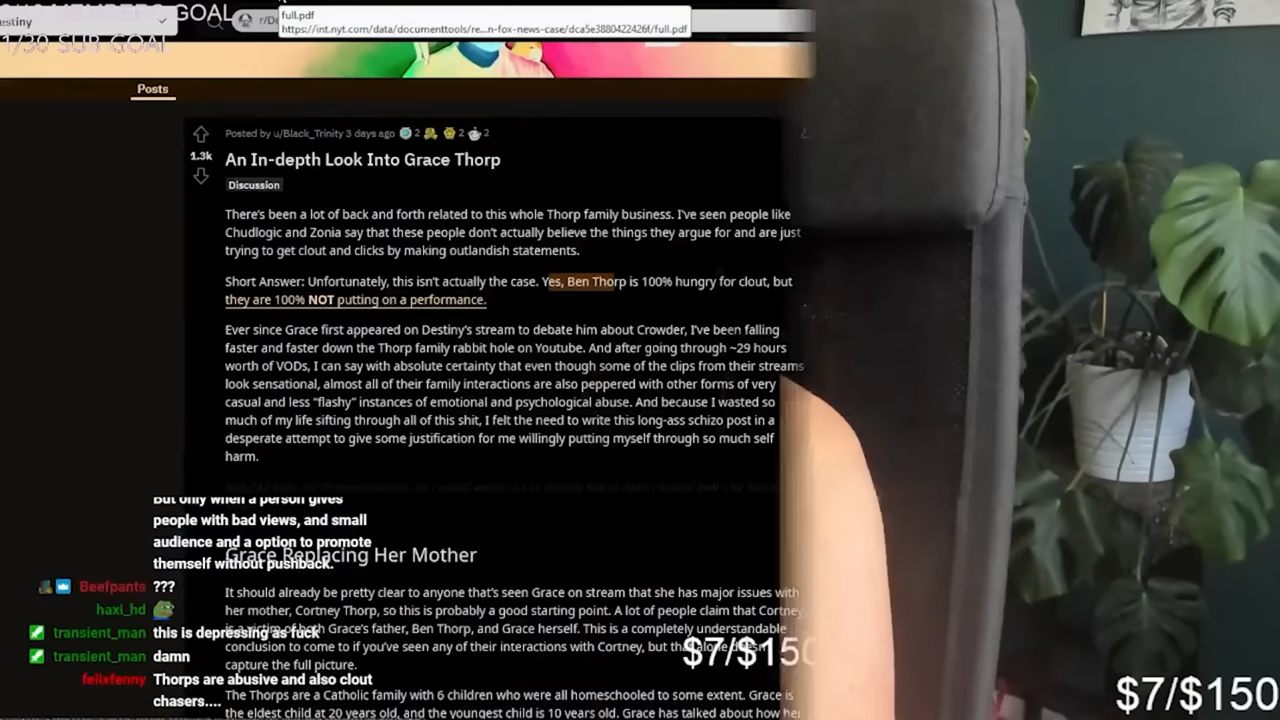 GOAL
estiny
r/De
full.pdf
https://int.nyt.com/data/documenttools/re...n-fox-news-case/dca5e3880422426f/full.pdf
1/30 SUB GOAL
Posts
Posted by u/Black_Trinity 3 days ago 2 2 2
1.3k
An In-depth Look Into Grace Thorp
Discussion
There's been a lot of back and forth related to this whole Thorp family business. I've seen people like
Chudlogic and Zonia say that these people don't actually believe the things they argue for and are just
trying to get clout and clicks by making outlandish statements.
Short Answer: Unfortunately, this isn't actually the case. Yes, Ben Thorp is 100% hungry for clout, but
they are 100% NOT putting on a performance.
Ever since Grace first appeared on Destiny's stream to debate him about Crowder, I've been falling
faster and faster down the Thorp family rabbit hole on Youtube. And after going through ~29 hours
worth of VODs, I can say with absolute certainty that even though some of the clips from their streams
look sensational, almost all of their family interactions are also peppered with other forms of very
casual and less "flashy" instances of emotional and psychological abuse. And because I wasted so
much of my life sifting through all of this shit, I felt the need to write this long-ass schizo post in a
desperate attempt to give some justification for me willingly putting myself through so much self
harm.
Grace Replacing Her Mother
It should already be pretty clear to anyone that's seen Grace on stream that she has major issues with
her mother, Cortney Thorp, so this is probably a good starting point. A lot of people claim that Cortney
is a victim of both Grace's father, Ben Thorp, and Grace herself. This is a completely understandable
conclusion to come to if you've seen any of their interactions with Cortney, but that alone doesn't
capture the full picture.
The Thorps are a Catholic family with 6 children who were all homeschooled to some extent. Grace is
the eldest child at 20 years old, and the youngest child is 10 years old. Grace has talked about how her
But only when a person gives
people with bad views, and small
audience and a option to promote
themself without pushback.
Beefpants ???
haxi_hd
transient_man this is depressing as fuck
transient_man damn
felixfenny Thorps are abusive and also clout
chasers....
$7/$150
$7/$150